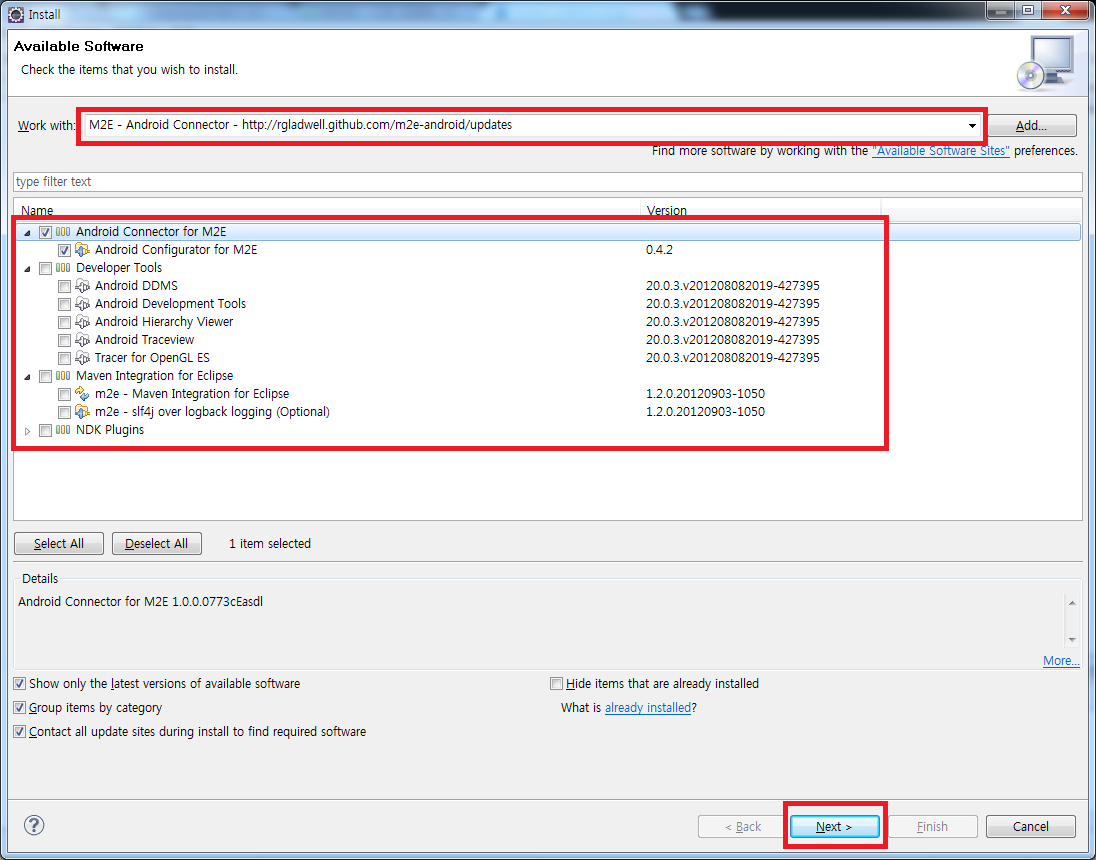 Install
Available Software
Check the items that you wish to install.
Work with: M2E - Android Connector - http://rgladwell.github.com/m2e-android/updates Add...
Find more software by working with the "Available Software Sites" preferences.
type filter text
Name Version
Android Connector for M2E
Android Configurator for M2E 0.4.2
Developer Tools
Android DDMS 20.0.3.v201208082019-427395
Android Development Tools 20.0.3.v201208082019-427395
Android Hierarchy Viewer 20.0.3.v201208082019-427395
Android Traceview 20.0.3.v201208082019-427395
Tracer for OpenGL ES 20.0.3.v201208082019-427395
Maven Integration for Eclipse
m2e - Maven Integration for Eclipse 1.2.0.20120903-1050
m2e - slf4j over logback logging (Optional) 1.2.0.20120903-1050
NDK Plugins
Select All Deselect All 1 item selected
Details
Android Connector for M2E 1.0.0.0773cEasdl
More...
Show only the latest versions of available software Hide items that are already installed
Group items by category What is already installed?
Contact all update sites during install to find required software
? < Back Next > Finish Cancel